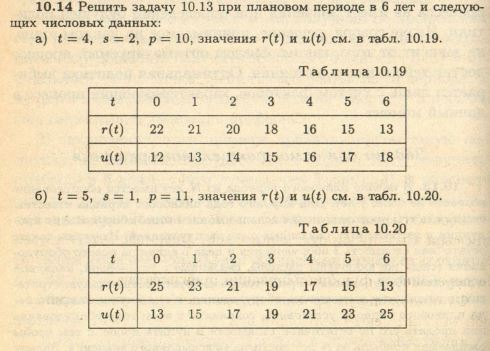 10.14 Решить задачу 10.13 при плановом периоде в 6 лет и следую-
щих числовых данных:
а) t = 4, s = 2, p = 10, значения r(t) и u(t) см. в табл. 10.19.
Таблица 10.19
t 0 1 2 3 4 5 6
r(t) 22 21 20 18 16 15 13
u(t) 12 13 14 15 16 17 18
б) t = 5, s = 1, p = 11, значения r(t) и u(t) см. в табл. 10.20.
Таблица 10.20
t 0 1 2 3 4 5 6
r(t) 25 23 21 19 17 15 13
u(t) 13 15 17 19 21 23 25